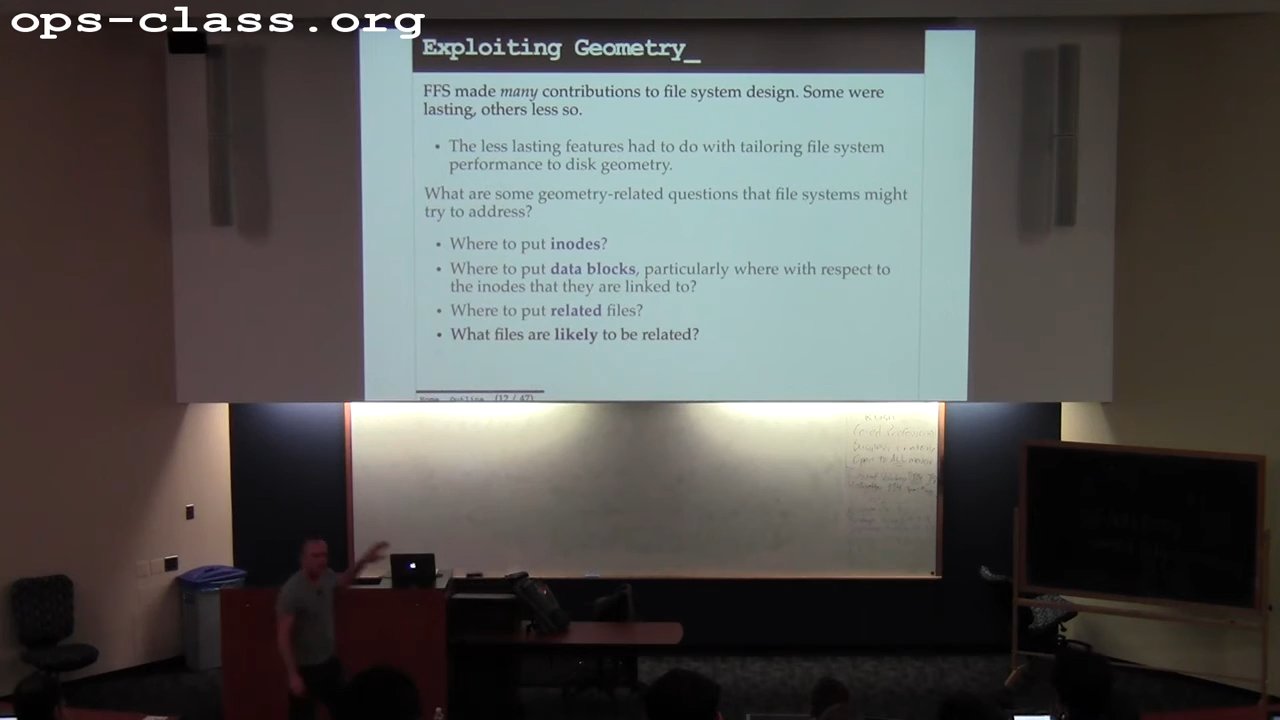 ops-class.org
Exploiting Geometry_
FFS made many contributions to file system design. Some were
lasting, others less so.
• The less lasting features had to do with tailoring file system
performance to disk geometry.
What are some geometry-related questions that file systems might
try to address?
• Where to put inodes?
• Where to put data blocks, particularly where with respect to
the inodes that they are linked to?
• Where to put related files?
• What files are likely to be related?
(12 / 47)